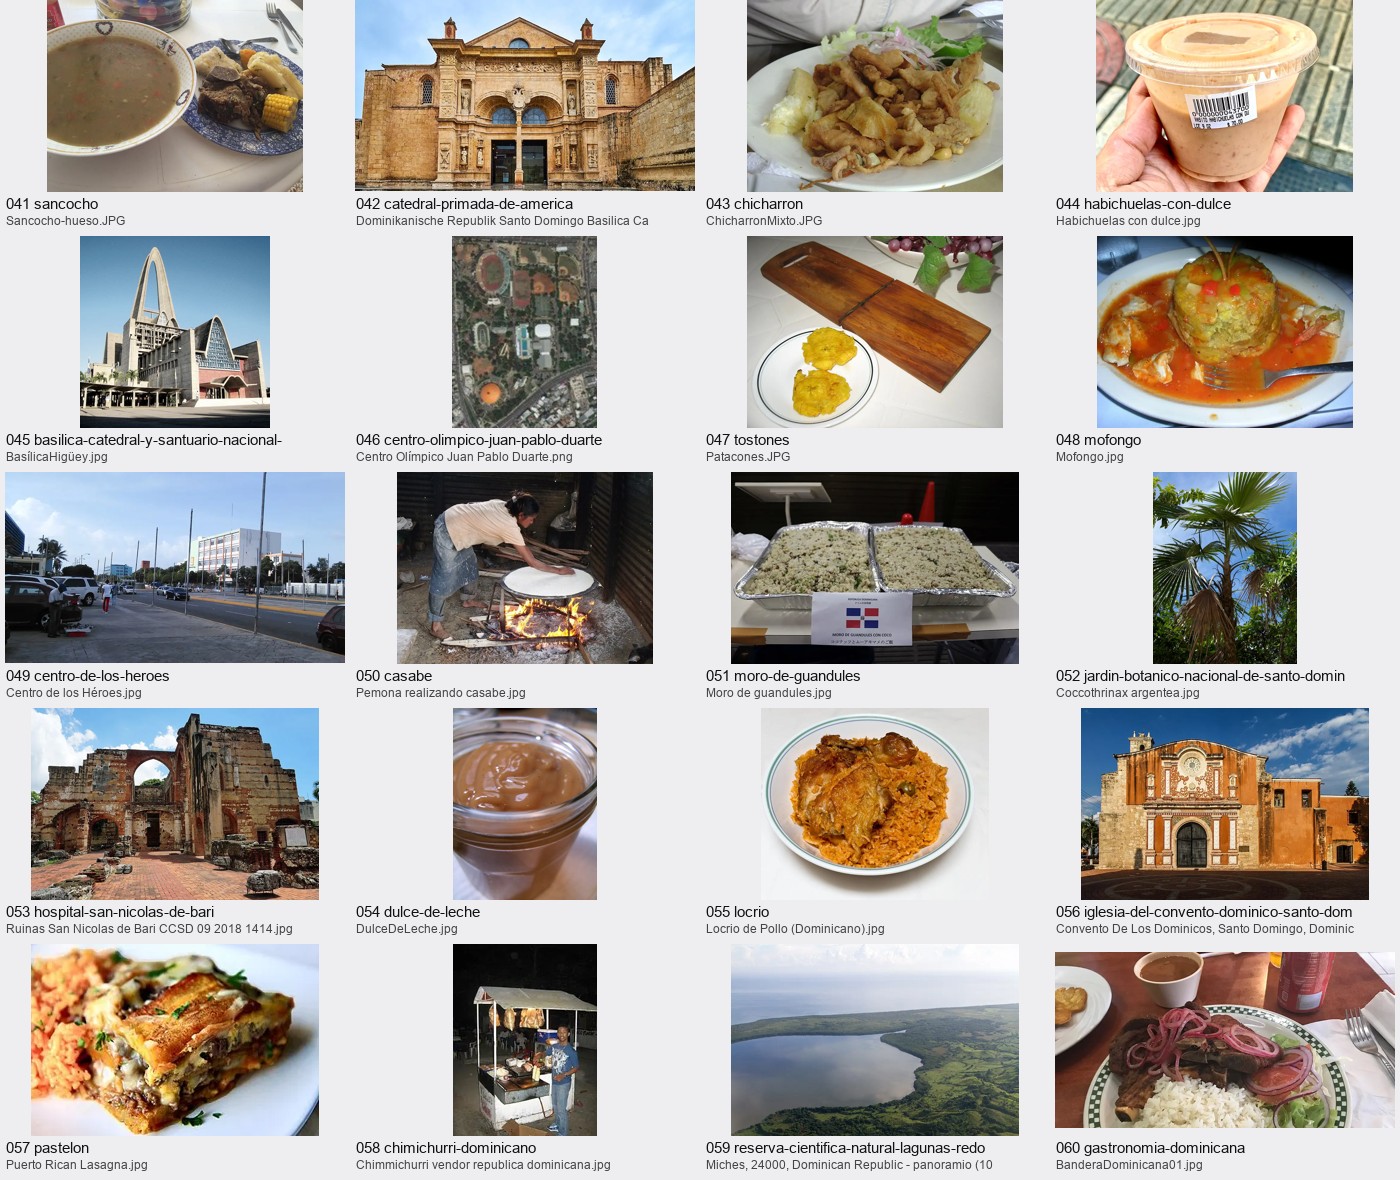 041 sancocho
Sancocho-hueso.JPG
042 catedral-primada-de-america
Dominikanische Republik Santo Domingo Basilica Ca
043 chicharron
ChicharronMixto.JPG
044 habichuelas-con-dulce
Habichuelas con dulce.jpg
045 basilica-catedral-y-santuario-nacional-
BasílicaHigüey.jpg
046 centro-olimpico-juan-pablo-duarte
Centro Olímpico Juan Pablo Duarte.png
047 tostones
Patacones.JPG
048 mofongo
Mofongo.jpg
049 centro-de-los-heroes
Centro de los Héroes.jpg
050 casabe
Pemona realizando casabe.jpg
MORO DE GUANDULES CON COCO
051 moro-de-guandules
Moro de guandules.jpg
052 jardin-botanico-nacional-de-santo-domin
Coccothrinax argentea.jpg
053 hospital-san-nicolas-de-bari
Ruinas San Nicolas de Bari CCSD 09 2018 1414.jpg
054 dulce-de-leche
DulceDeLeche.jpg
055 locrio
Locrio de Pollo (Dominicano).jpg
056 iglesia-del-convento-dominico-santo-dom
Convento De Los Dominicos, Santo Domingo, Dominic
057 pastelon
Puerto Rican Lasagna.jpg
058 chimichurri-dominicano
Chimmichurri vendor republica dominicana.jpg
059 reserva-cientifica-natural-lagunas-redo
Miches, 24000, Dominican Republic - panoramio (10
060 gastronomia-dominicana
BanderaDominicana01.jpg